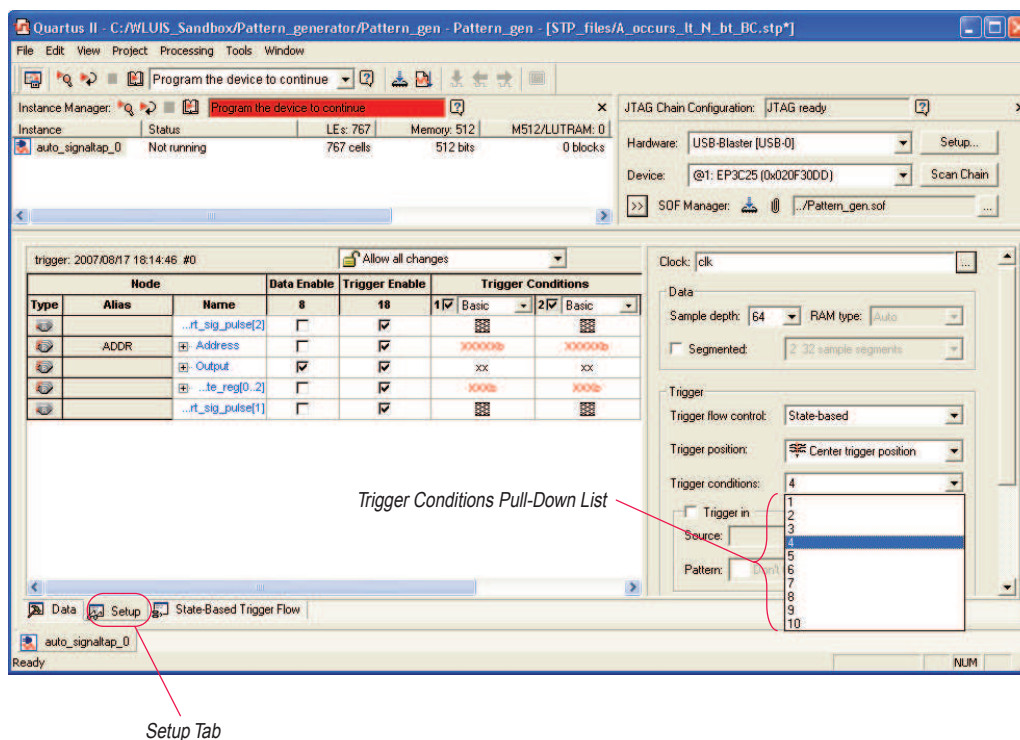 Quartus II - C:/WLUIS_Sandbox/Pattern_generator/Pattern_gen - Pattern_gen - [STP_files/A_occurs_lt_N_bt_BC.stp*]
File Edit View Project Processing Tools Window
Program the device to continue
Instance Manager: Program the device to continue
Instance Status LEs: 767 Memory: 512 M512/LUTRAM: 0
auto_signaltap_0 Not running 767 cells 512 bits 0 blocks
JTAG Chain Configuration: JTAG ready
Hardware: USB-Blaster [USB-0] Setup...
Device: @1: EP3C25 (0x020F30DD) Scan Chain
>> SOF Manager: ../Pattern_gen.sof ...
trigger: 2007/08/17 18:14:46 #0 Allow all changes
Node Data Enable Trigger Enable Trigger Conditions
Type Alias Name 8 18 1 Basic 2 Basic
...rt_sig_pulse[2]
ADDR Address XXXXXXb XXXXXXb
Output XX XX
...te_reg[0..2] XXXb XXXb
...rt_sig_pulse[1]
Clock: clk ...
Data
Sample depth: 64 RAM type: Auto
Segmented: 2 32 sample segments
Trigger
Trigger flow control: State-based
Trigger position: Center trigger position
Trigger conditions: 4
1
2
3
4
5
6
7
8
9
10
Trigger in
Source:
Pattern: Don't
Trigger Conditions Pull-Down List
Data Setup State-Based Trigger Flow
auto_signaltap_0
Ready NUM
Setup Tab